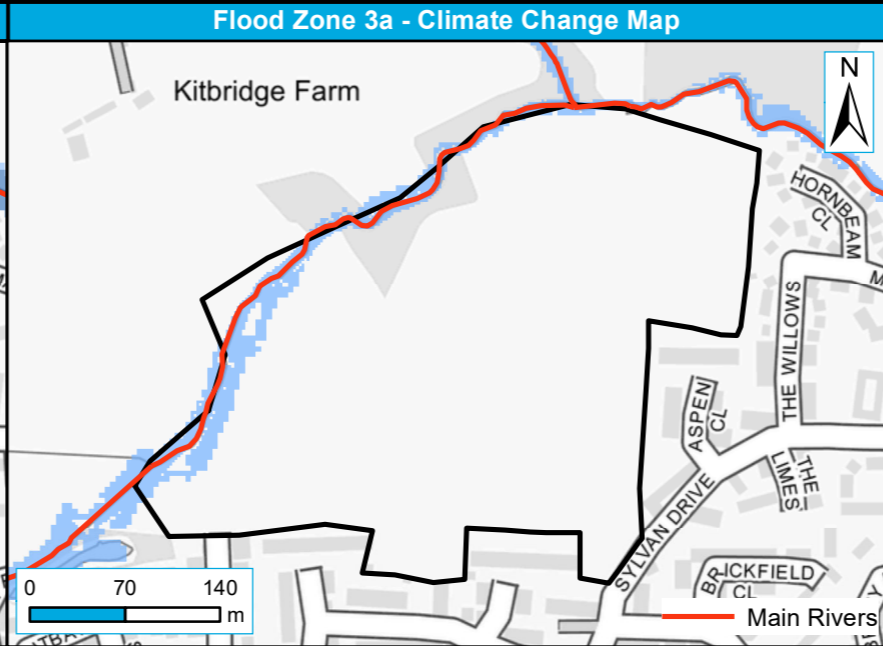 Flood Zone 3a - Climate Change Map
Kitbridge Farm
N
HORNBEAM
CL
THE WILLOWS
ASPEN
CL
THE
LIMES
SYLVAN DRIVE
BRICKFIELD
CL
0 70 140
m
Main Rivers